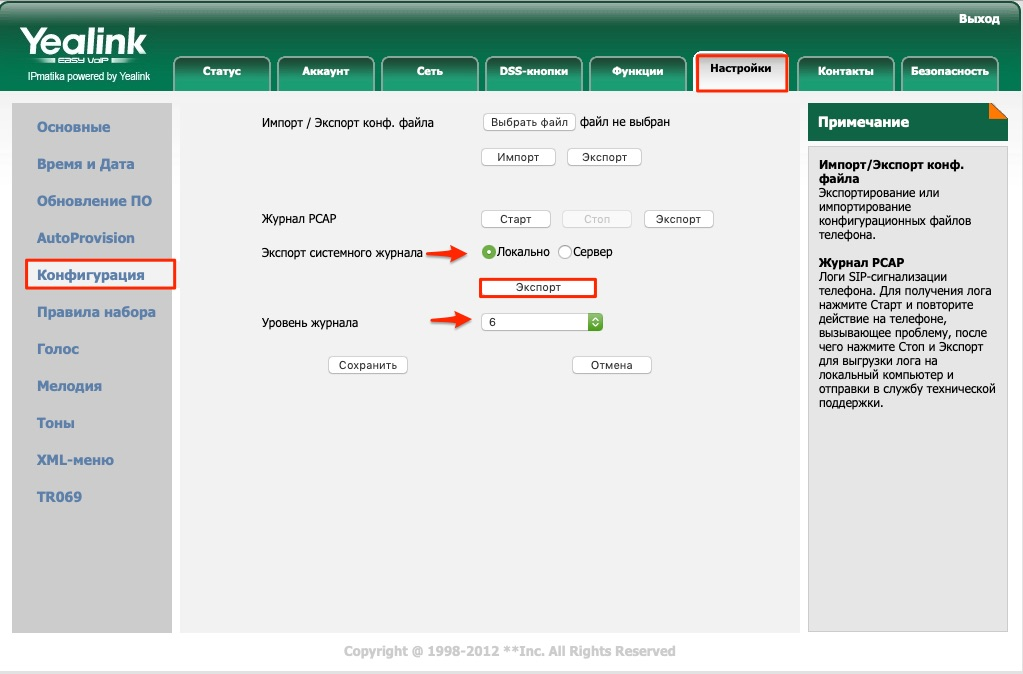 Выход
Yealink
EASY VOIP
IPmatika powered by Yealink
Статус
Аккаунт
Сеть
DSS-кнопки
Функции
Настройки
Контакты
Безопасность
Основные
Время и Дата
Обновление ПО
AutoProvision
Конфигурация
Правила набора
Голос
Мелодия
Тоны
XML-меню
TR069
Импорт / Экспорт конф. файла
Выбрать файл файл не выбран
Импорт Экспорт
Журнал PCAP
Старт Стоп Экспорт
Экспорт системного журнала
Локально Сервер
Экспорт
Уровень журнала
6
Сохранить Отмена
Примечание
Импорт/Экспорт конф.
файла
Экспортирование или
импортирование
конфигурационных файлов
телефона.
Журнал PCAP
Логи SIP-сигнализации
телефона. Для получения лога
нажмите Старт и повторите
действие на телефоне,
вызывающее проблему, после
чего нажмите Стоп и Экспорт
для выгрузки лога на
локальный компьютер и
отправки в службу технической
поддержки.
Copyright @ 1998-2012 **Inc. All Rights Reserved